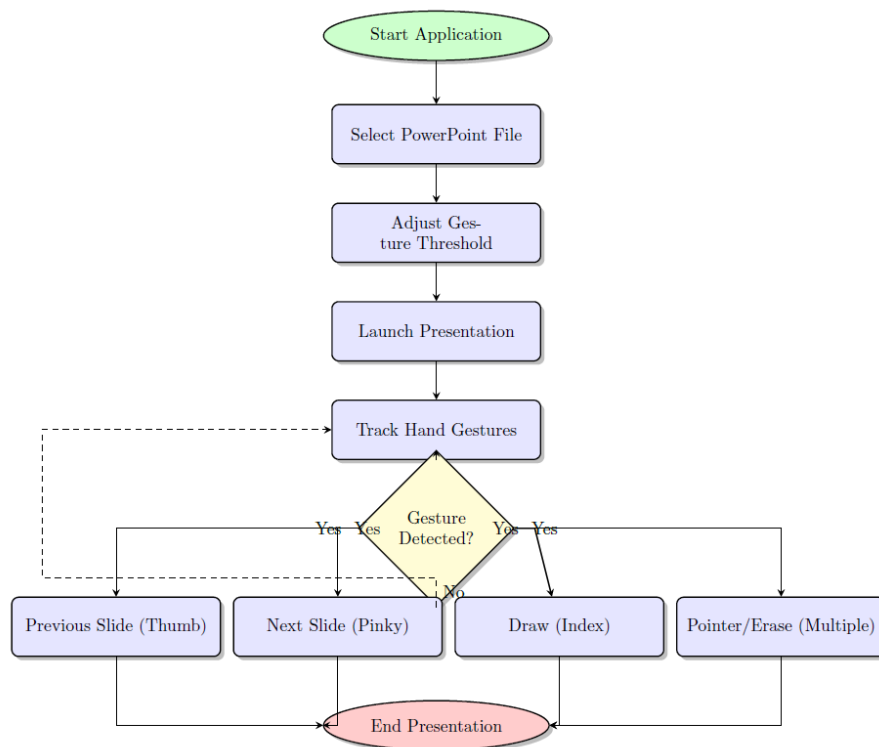 Start Application
Select PowerPoint File
Adjust Ges-
ture Threshold
Launch Presentation
Track Hand Gestures
Gesture
Detected?
Yes Yes Yes Yes
No
Previous Slide (Thumb)
Next Slide (Pinky)
Draw (Index)
Pointer/Erase (Multiple)
End Presentation